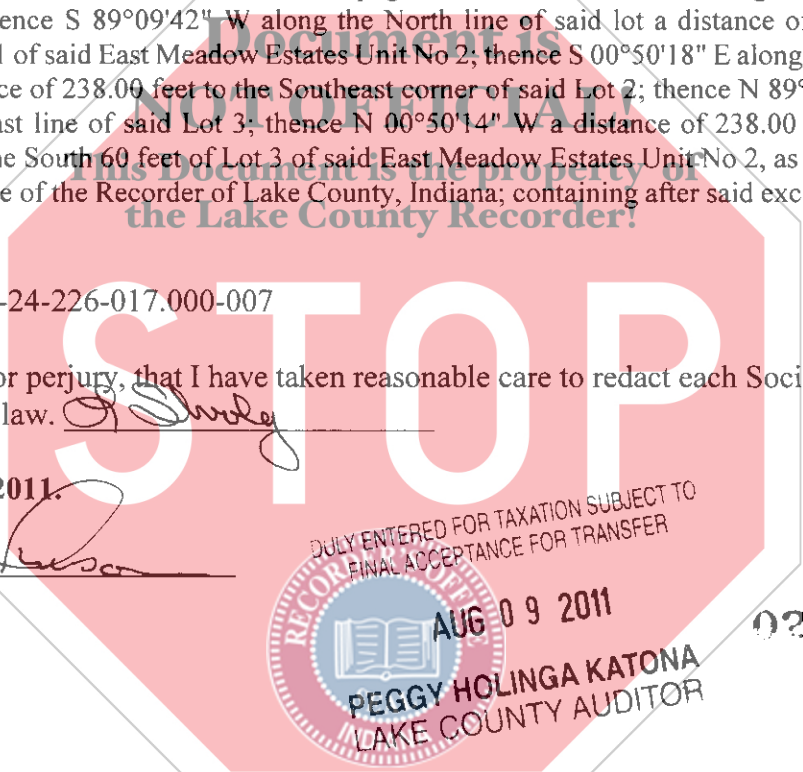 ence S 89°09'42" W along the North line of said lot a distance o
Document is
l of said East Meadow Estates Unit No 2; thence S 00°50'18" E along
ce of 238.00 feet to the Southeast corner of said Lot 2; thence N 89°
NOT OFFICIAL!
ast line of said Lot 3; thence N 00°50'14" W a distance of 238.00
ne South 60 feet of Lot 3 of said East Meadow Estates Unit No 2, as
This Document is the property of
e of the Recorder of Lake County, Indiana; containing after said exc
the Lake County Recorder!
-24-226-017.000-007
STOP
or perjury, that I have taken reasonable care to redact each Soci
law.
2011.
DULY ENTERED FOR TAXATION SUBJECT TO
FINAL ACCEPTANCE FOR TRANSFER
RECORDER'S OFFICE
AUG 09 2011
PEGGY HOLINGA KATONA
LAKE COUNTY AUDITOR